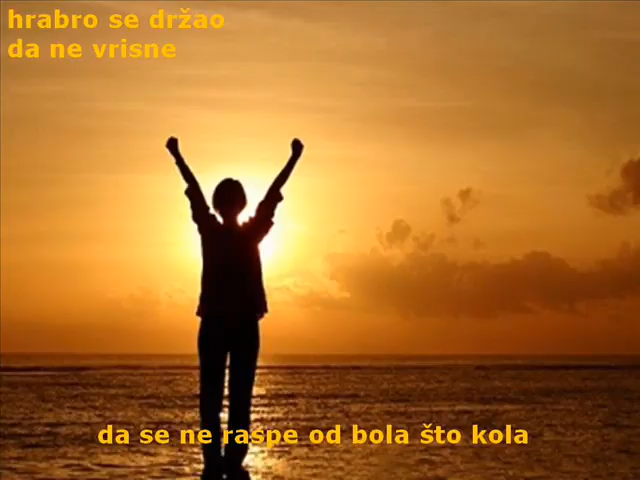 hrabro se držao
da ne vrisne
da se ne raspe od bola što kola